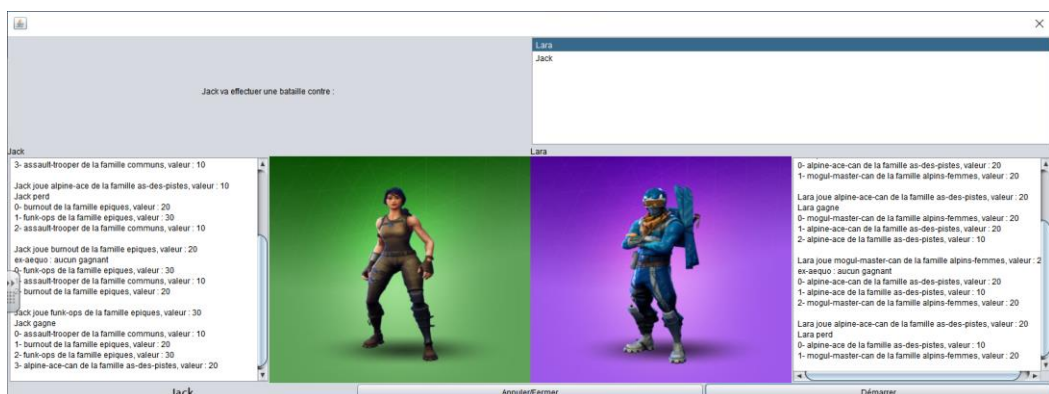 Lara
Jack
Jack va effectuer une bataille contre :
Jack
Lara
3- assault-trooper de la famille communs, valeur : 10
Jack joue alpine-ace de la famille as-des-pistes, valeur : 10
Jack perd
0- burnout de la famille epiques, valeur : 20
1- funk-ops de la famille epiques, valeur : 30
2- assault-trooper de la famille communs, valeur : 10
Jack joue burnout de la famille epiques, valeur : 20
ex-aequo : aucun gagnant
0- funk-ops de la famille epiques, valeur : 30
assault-trooper de la famille communs, valeur : 10
burnout de la famille epiques, valeur : 20
Jack joue funk-ops de la famille epiques, valeur : 30
Jack gagne
0- assault-trooper de la famille communs, valeur : 10
1- burnout de la famille epiques, valeur : 20
2- funk-ops de la famille epiques, valeur : 30
3- alpine-ace-can de la famille as-des-pistes, valeur : 20
0- alpine-ace-can de la famille as-des-pistes, valeur : 20
1- mogul-master-can de la famille alpins-femmes, valeur : 20
Lara joue alpine-ace-can de la famille as-des-pistes, valeur : 20
Lara gagne
0- mogul-master-can de la famille alpins-femmes, valeur : 20
1- alpine-ace-can de la famille as-des-pistes, valeur : 20
2- alpine-ace de la famille as-des-pistes, valeur : 10
Lara joue mogul-master-can de la famille alpins-femmes, valeur : 2
ex-aequo : aucun gagnant
0- alpine-ace-can de la famille as-des-pistes, valeur : 20
1- alpine-ace de la famille as-des-pistes, valeur : 10
2- mogul-master-can de la famille alpins-femmes, valeur : 20
Lara joue alpine-ace-can de la famille as-des-pistes, valeur : 20
Lara perd
0- alpine-ace de la famille as-des-pistes, valeur : 10
1- mogul-master-can de la famille alpins-femmes, valeur : 20
Jack
Annuler/Fermer
Démarrer